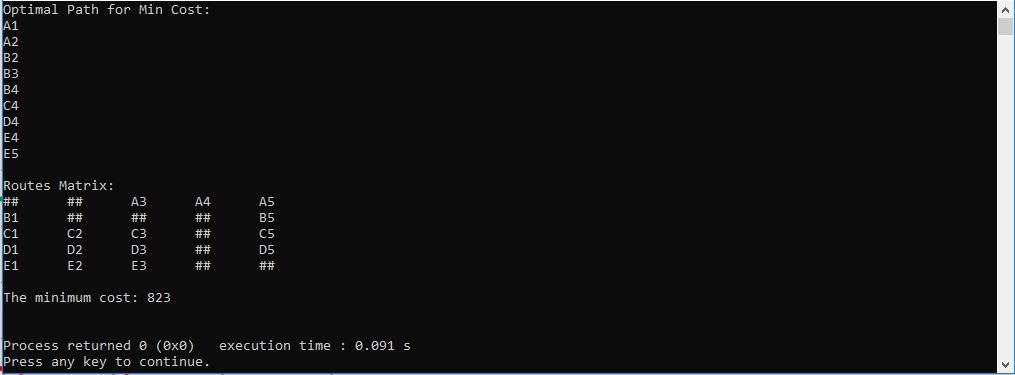 Optimal Path for Min Cost:
A1
A2
B2
B3
B4
C4
D4
E4
E5
Routes Matrix:
## ## A3 A4 A5
B1 ## ## ## B5
C1 C2 C3 ## C5
D1 D2 D3 ## D5
E1 E2 E3 ## ##
The minimum cost: 823
Process returned 0 (0x0)   execution time : 0.091 s
Press any key to continue.